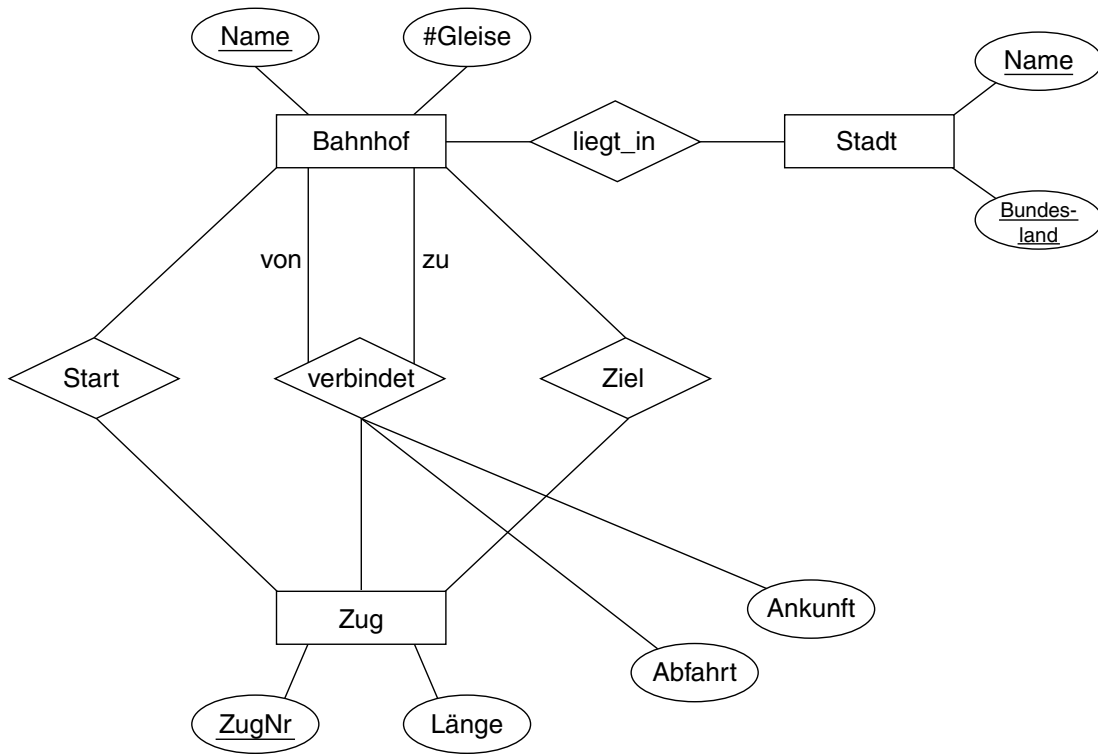 Name
#Gleise
Name
Bahnhof
liegt_in
Stadt
Bundes-
land
von
zu
Start
verbindet
Ziel
Ankunft
Zug
Abfahrt
ZugNr
Länge